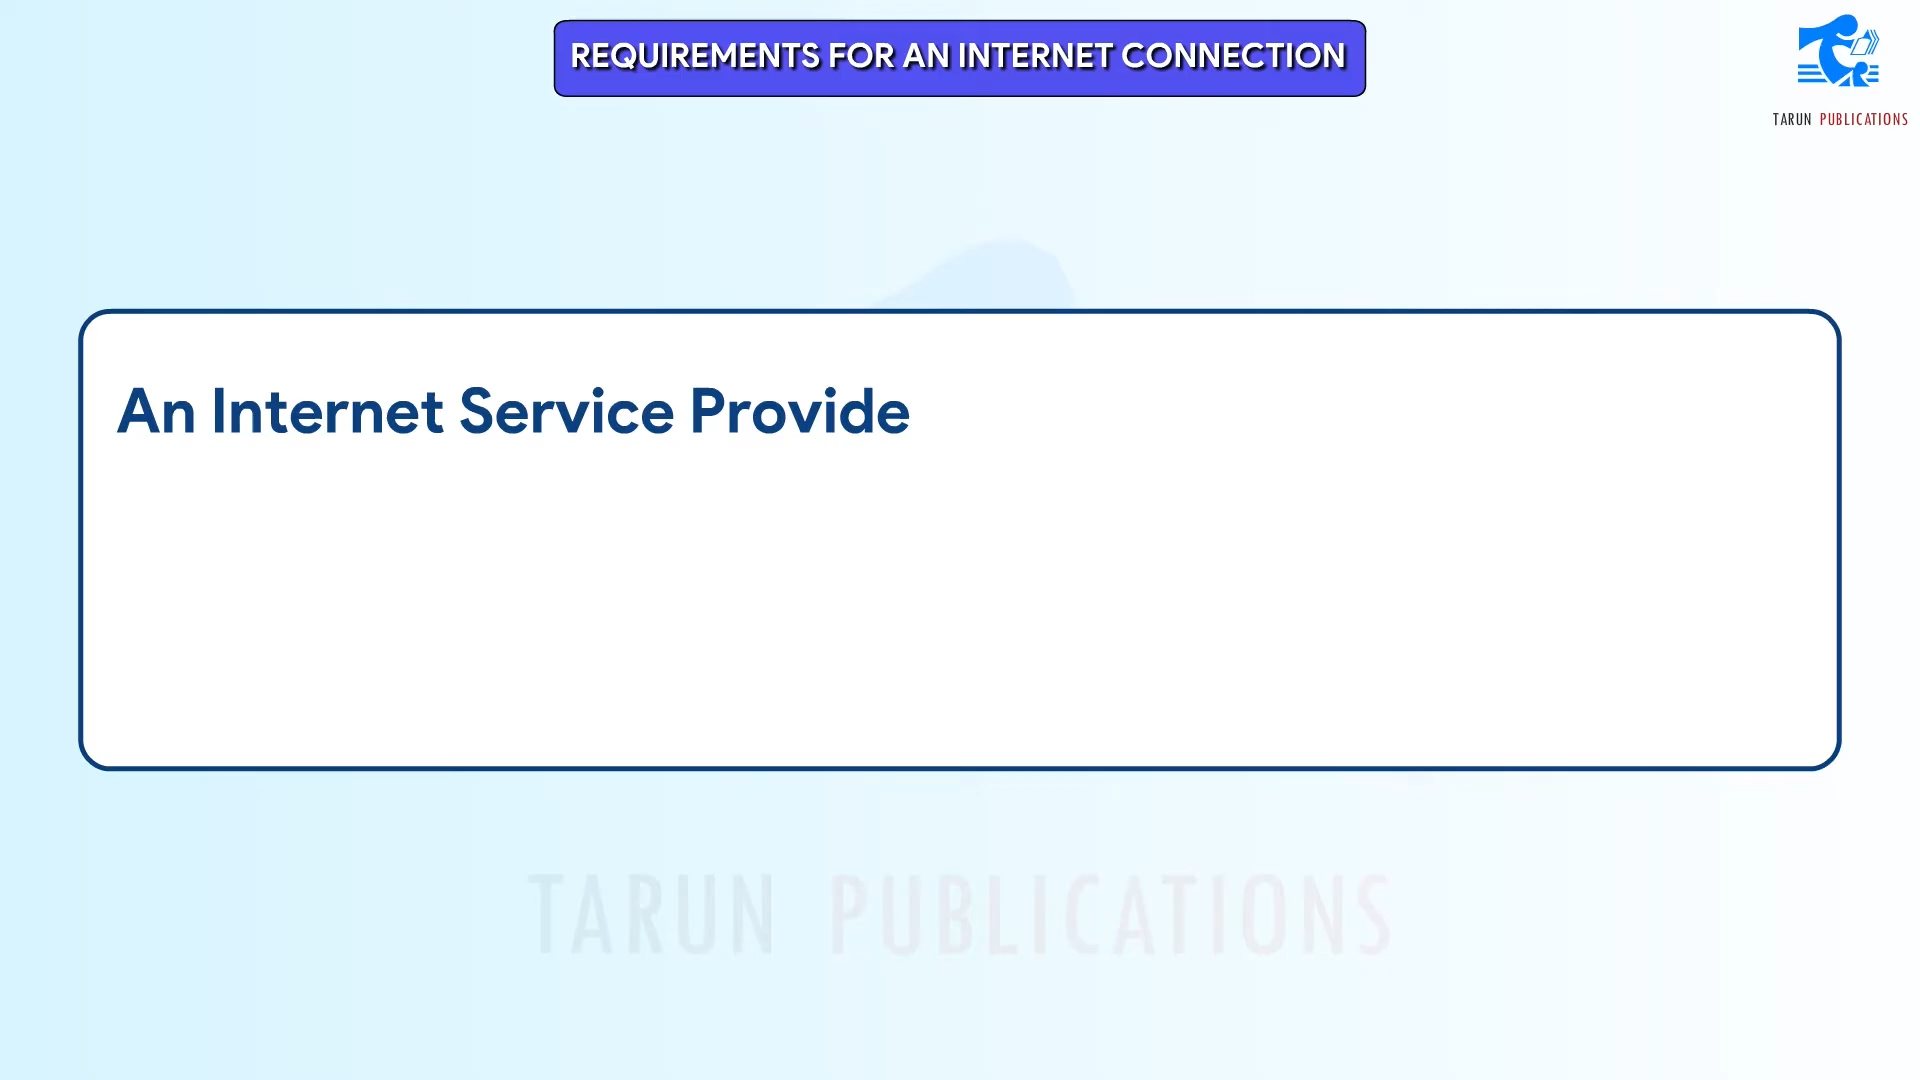 REQUIREMENTS FOR AN INTERNET CONNECTION
TARUN PUBLICATIONS
An Internet Service Provide
TARUN PUBLICATIONS